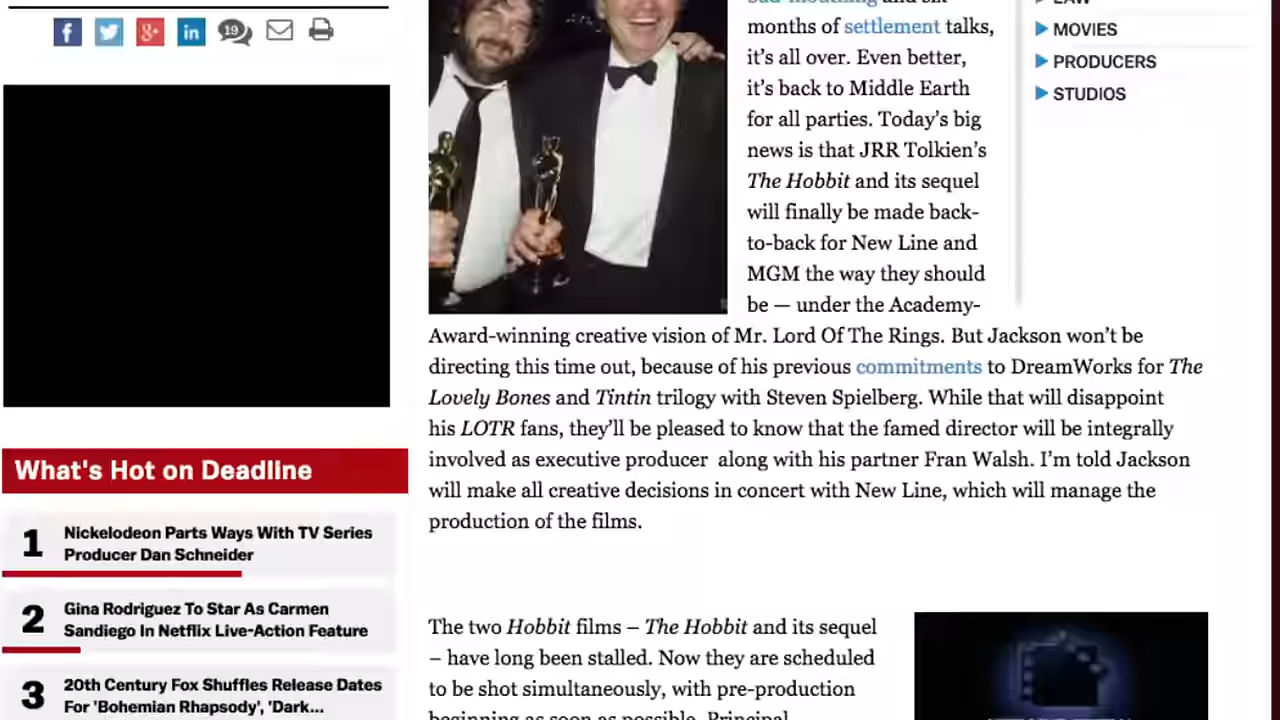 19
What's Hot on Deadline
1
Nickelodeon Parts Ways With TV Series
Producer Dan Schneider
2
Gina Rodriguez To Star As Carmen
Sandiego In Netflix Live-Action Feature
3
20th Century Fox Shuffles Release Dates
For 'Bohemian Rhapsody', 'Dark...
months of settlement talks,
it’s all over. Even better,
it’s back to Middle Earth
for all parties. Today’s big
news is that JRR Tolkien’s
The Hobbit and its sequel
will finally be made back-
to-back for New Line and
MGM the way they should
be — under the Academy-
Award-winning creative vision of Mr. Lord Of The Rings. But Jackson won’t be
directing this time out, because of his previous commitments to DreamWorks for The
Lovely Bones and Tintin trilogy with Steven Spielberg. While that will disappoint
his LOTR fans, they’ll be pleased to know that the famed director will be integrally
involved as executive producer  along with his partner Fran Walsh. I’m told Jackson
will make all creative decisions in concert with New Line, which will manage the
production of the films.
The two Hobbit films – The Hobbit and its sequel
– have long been stalled. Now they are scheduled
to be shot simultaneously, with pre-production
beginning as soon as possible. Principal
MOVIES
PRODUCERS
STUDIOS